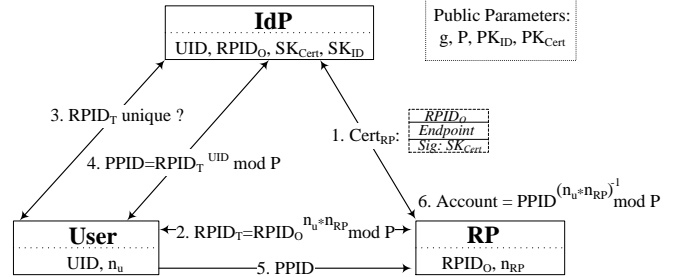 IdP
UID, RPID_O, SK_Cert, SK_ID
Public Parameters:
g, P, PK_ID, PK_Cert
3. RPID_T unique ?
4. PPID=RPID_T^UID mod P
1. Cert_RP:
RPID_O
Endpoint
Sig: SK_Cert
6. Account = PPID^(n_u*n_RP)^-1 mod P
User
UID, n_u
2. RPID_T=RPID_O^n_u*n_RP mod P
5. PPID
RP
RPID_O, n_RP